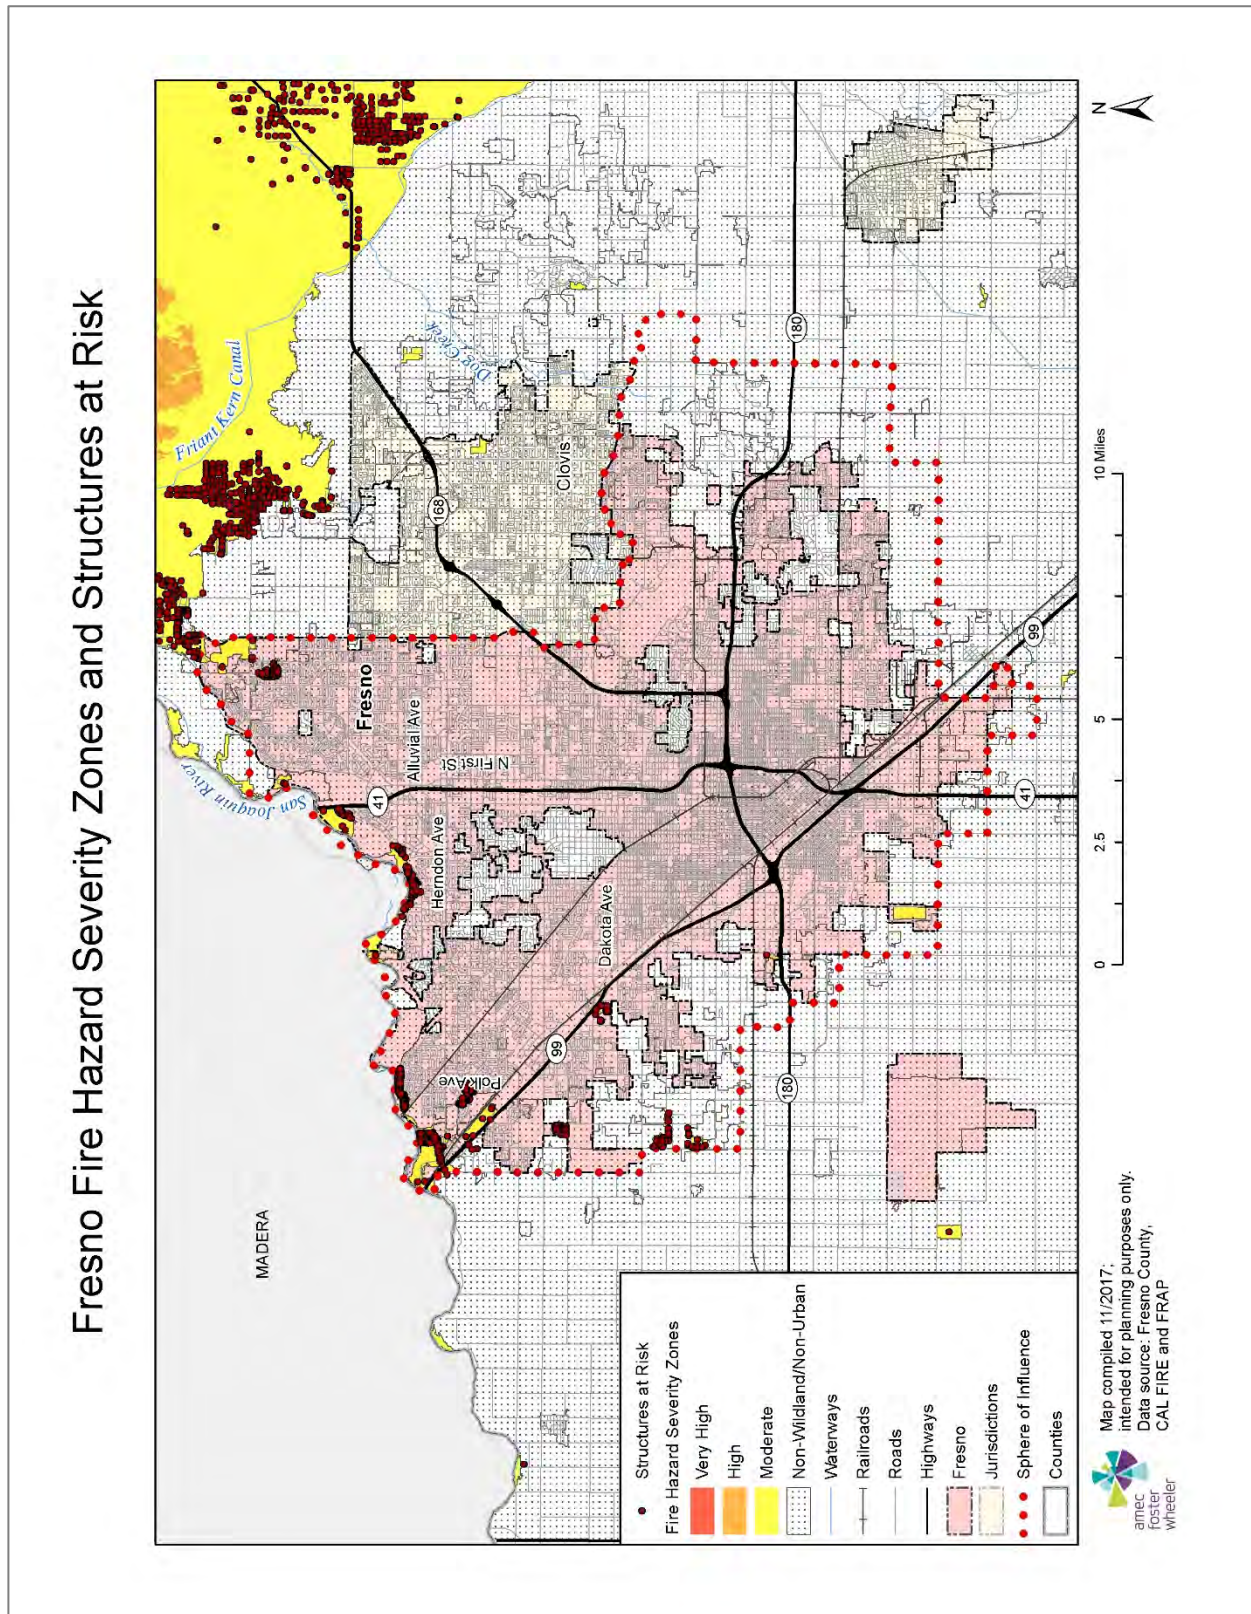 Fresno Fire Hazard Severity Zones and Structures at Risk
MADERA
San Joaquin River
Friant Kern Canal
Dog Creek
Fresno
Clovis
Alluvial Ave
N First St
Herndon Ave
Polk Ave
Dakota Ave
41
168
99
180
180
99
41
Structures at Risk
Fire Hazard Severity Zones
Very High
High
Moderate
Non-Wildland/Non-Urban
Waterways
Railroads
Roads
Highways
Fresno
Jurisdictions
Sphere of Influence
Counties
amec
foster
wheeler
Map compiled 11/2017;
intended for planning purposes only.
Data source: Fresno County,
CAL FIRE and FRAP
0
2.5
5
10 Miles
N